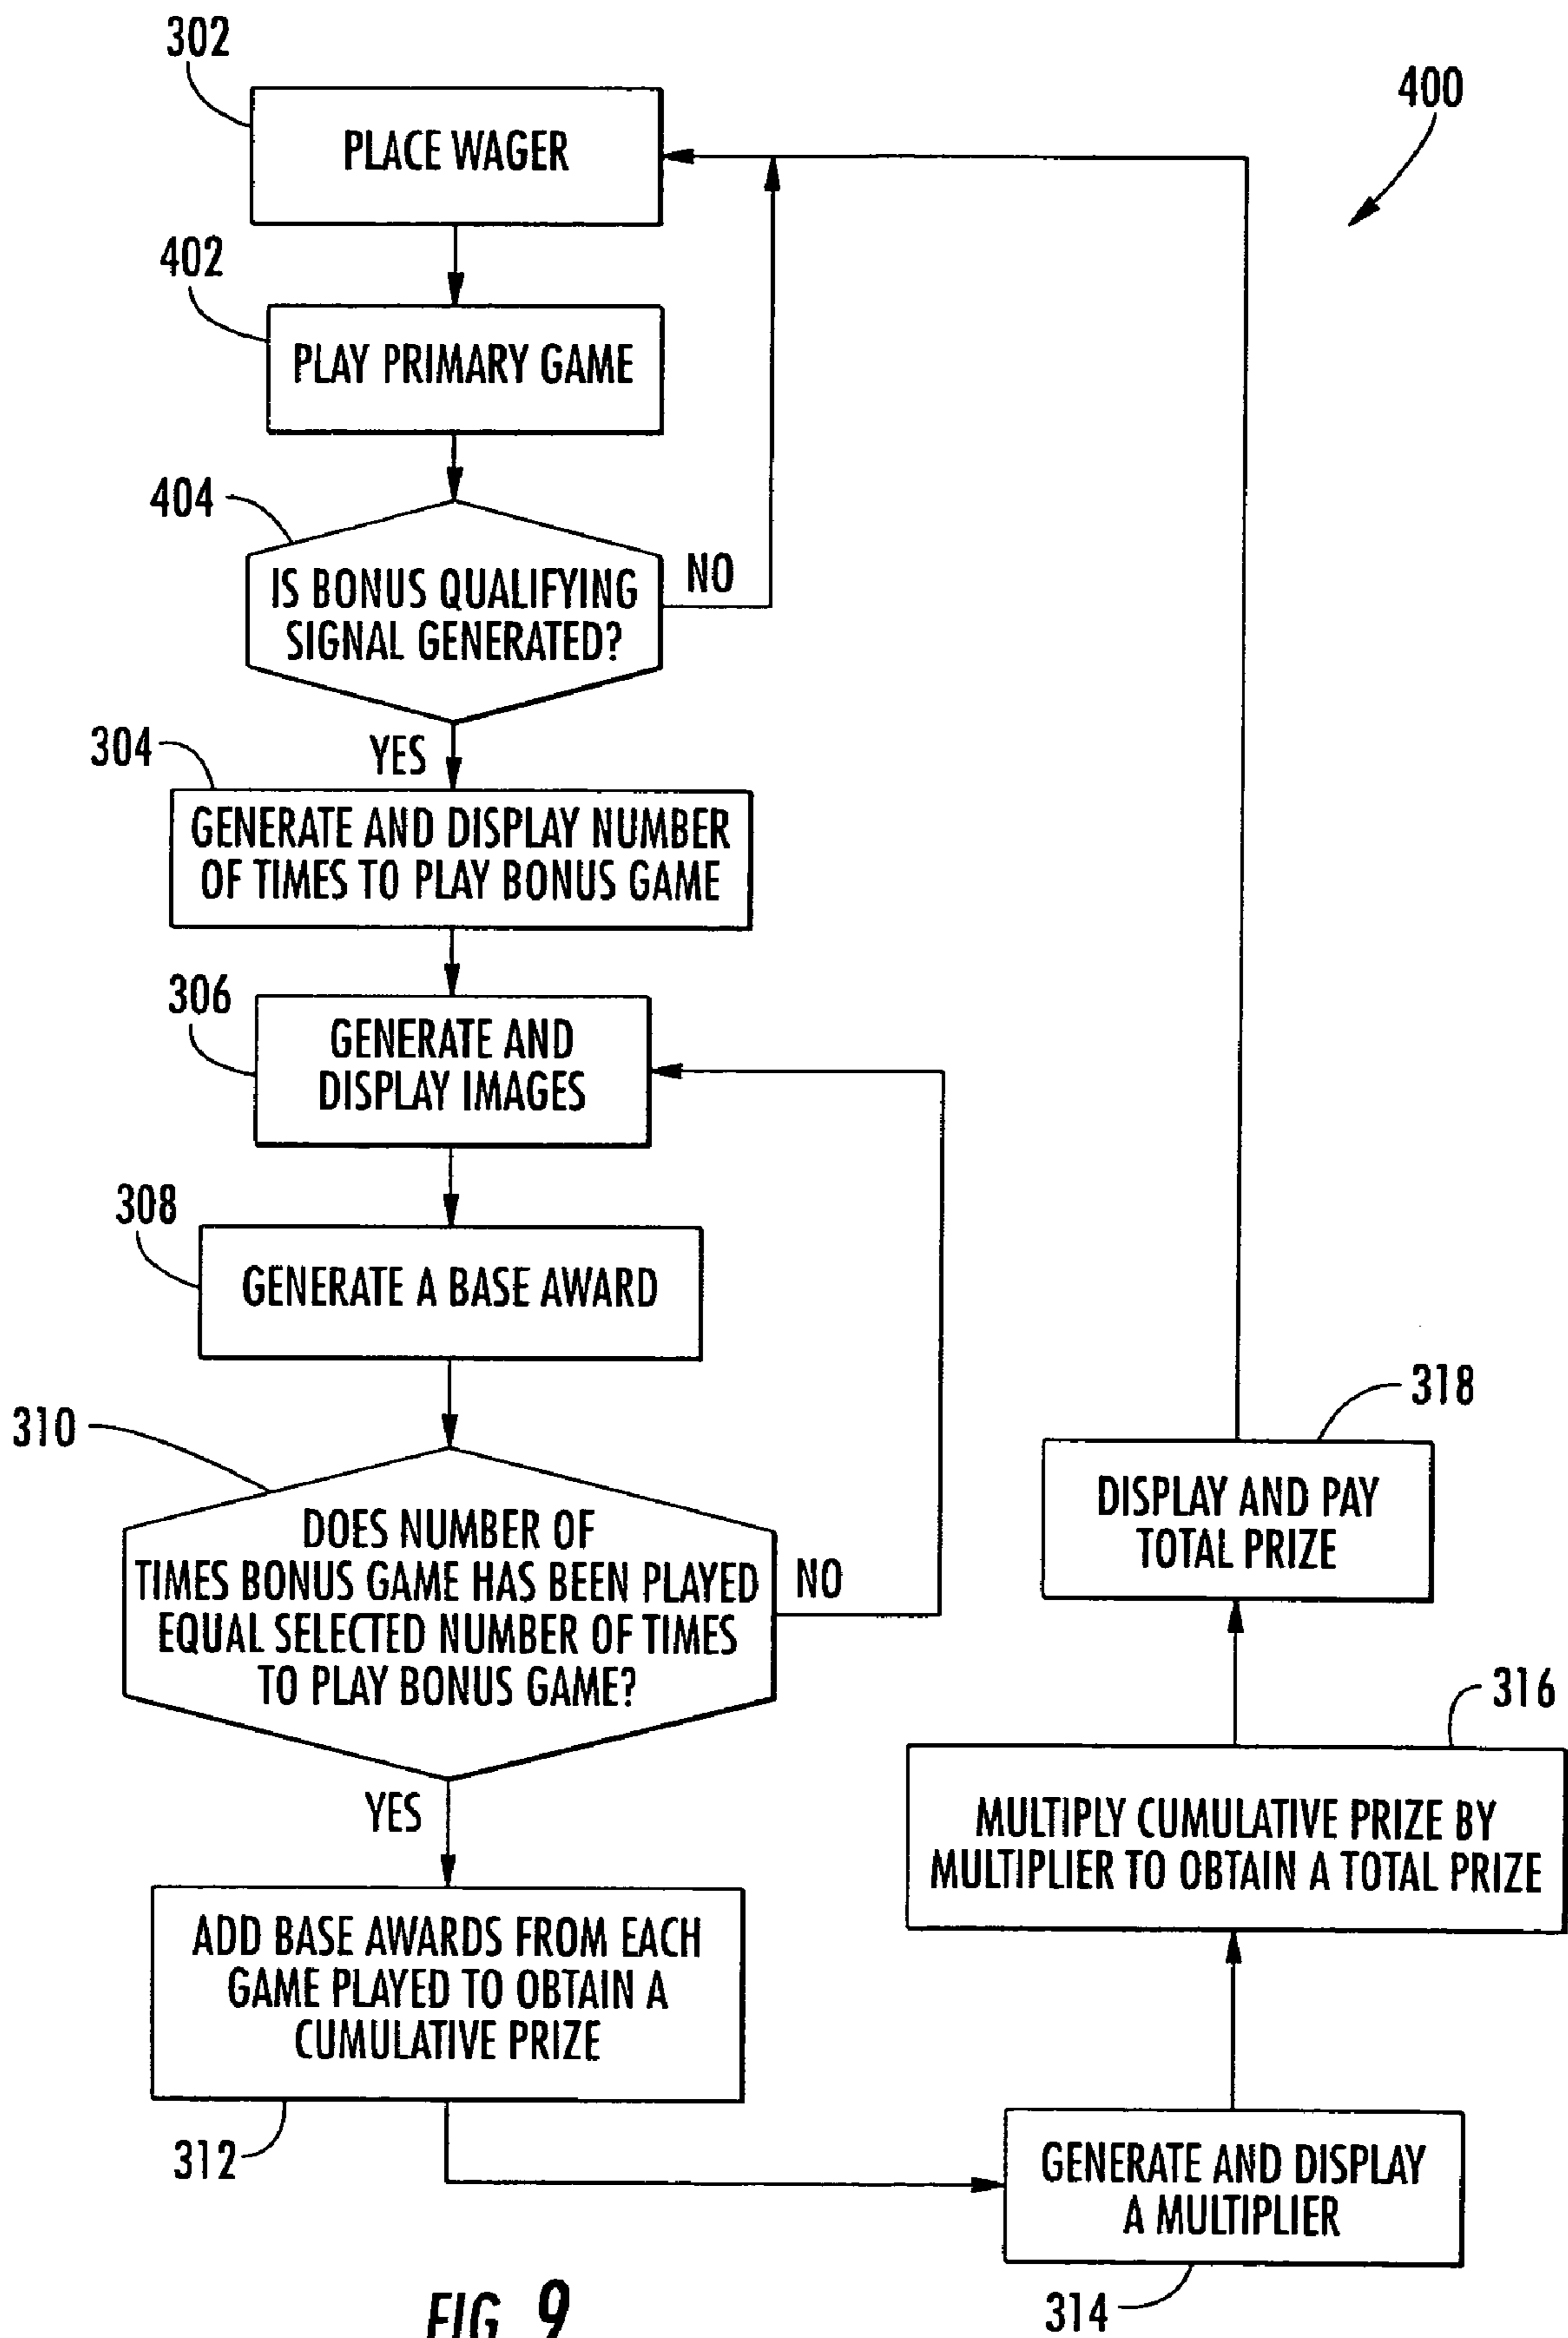 302
400
PLACE WAGER
402
PLAY PRIMARY GAME
404
IS BONUS QUALIFYING
SIGNAL GENERATED?
NO
YES
304
GENERATE AND DISPLAY NUMBER
OF TIMES TO PLAY BONUS GAME
306
GENERATE AND
DISPLAY IMAGES
308
GENERATE A BASE AWARD
310
DOES NUMBER OF
TIMES BONUS GAME HAS BEEN PLAYED
EQUAL SELECTED NUMBER OF TIMES
TO PLAY BONUS GAME?
NO
YES
ADD BASE AWARDS FROM EACH
GAME PLAYED TO OBTAIN A
CUMULATIVE PRIZE
312
GENERATE AND DISPLAY
A MULTIPLIER
314
MULTIPLY CUMULATIVE PRIZE BY
MULTIPLIER TO OBTAIN A TOTAL PRIZE
316
DISPLAY AND PAY
TOTAL PRIZE
318
FIG. 9